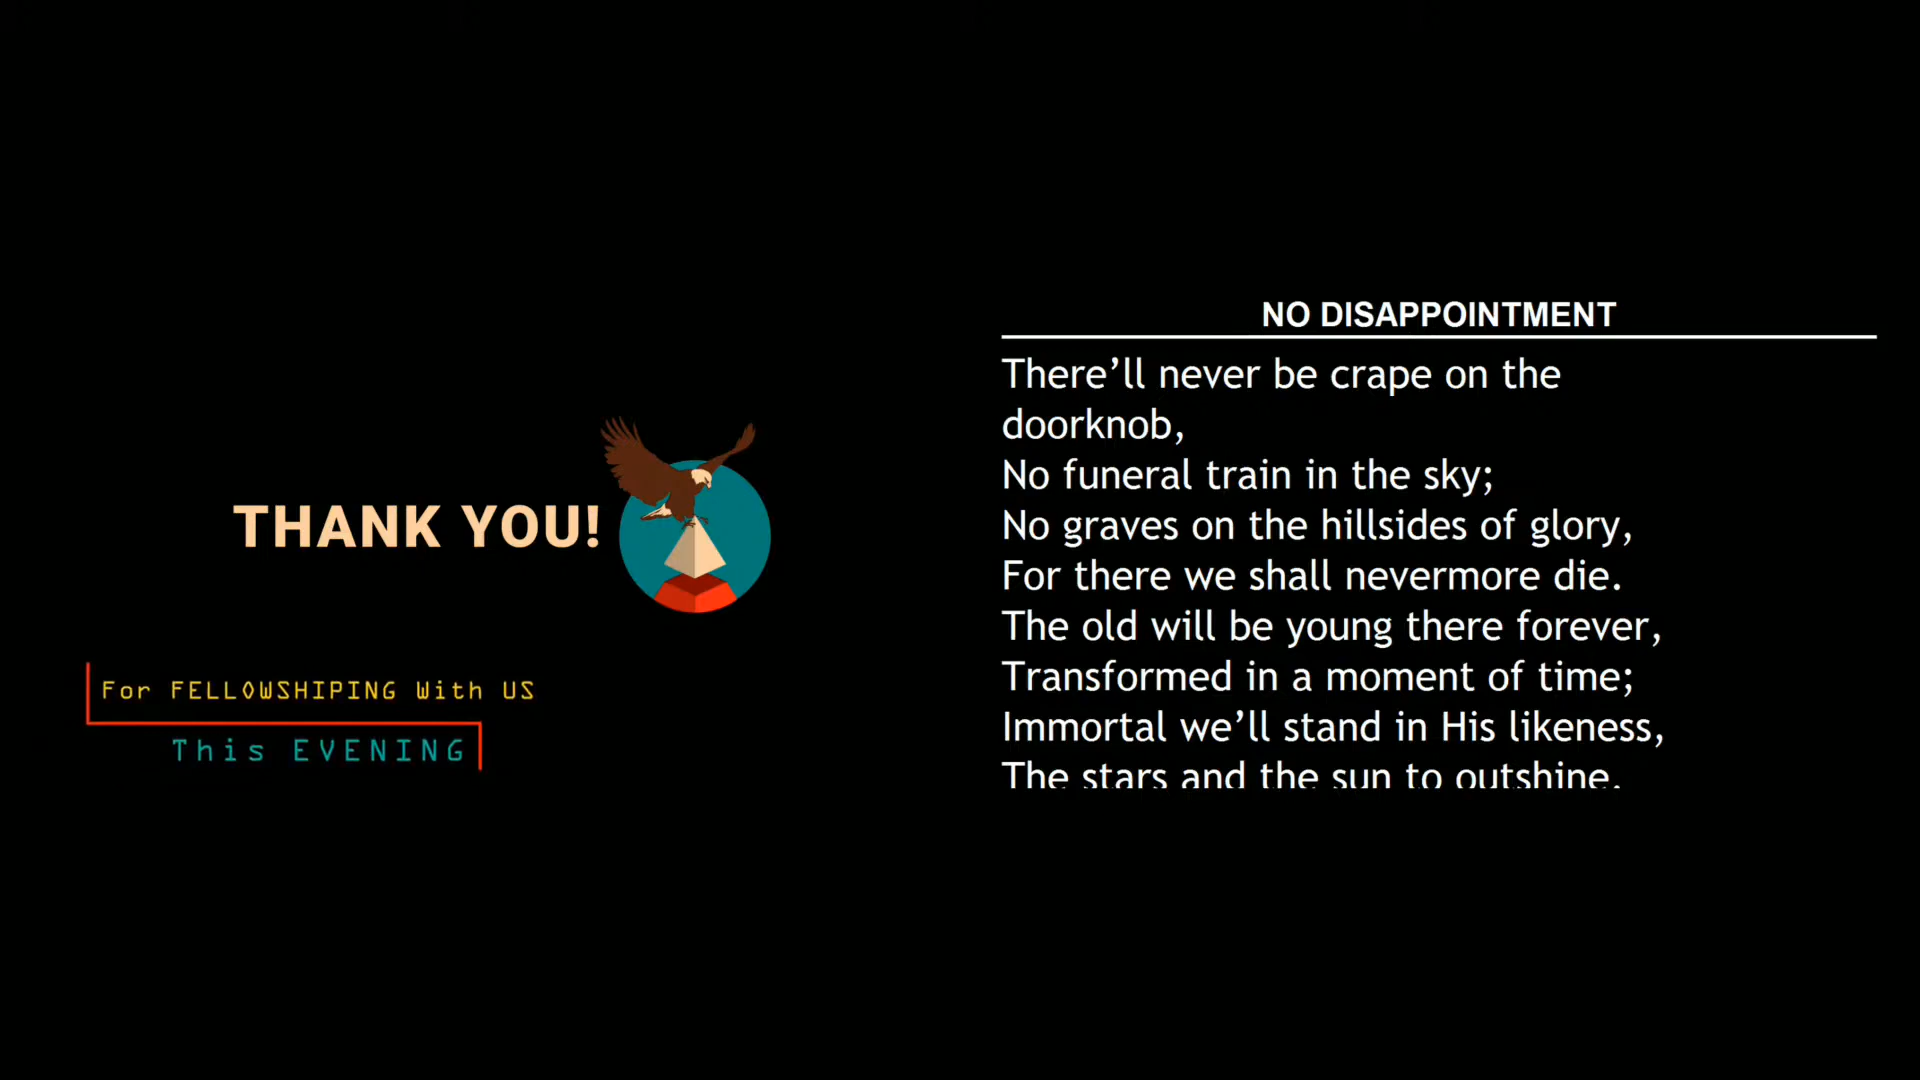 THANK YOU!
For FELLOWSHIPING With US
This EVENING
NO DISAPPOINTMENT
There’ll never be crape on the
doorknob,
No funeral train in the sky;
No graves on the hillsides of glory,
For there we shall nevermore die.
The old will be young there forever,
Transformed in a moment of time;
Immortal we’ll stand in His likeness,
The stars and the sun to outshine.